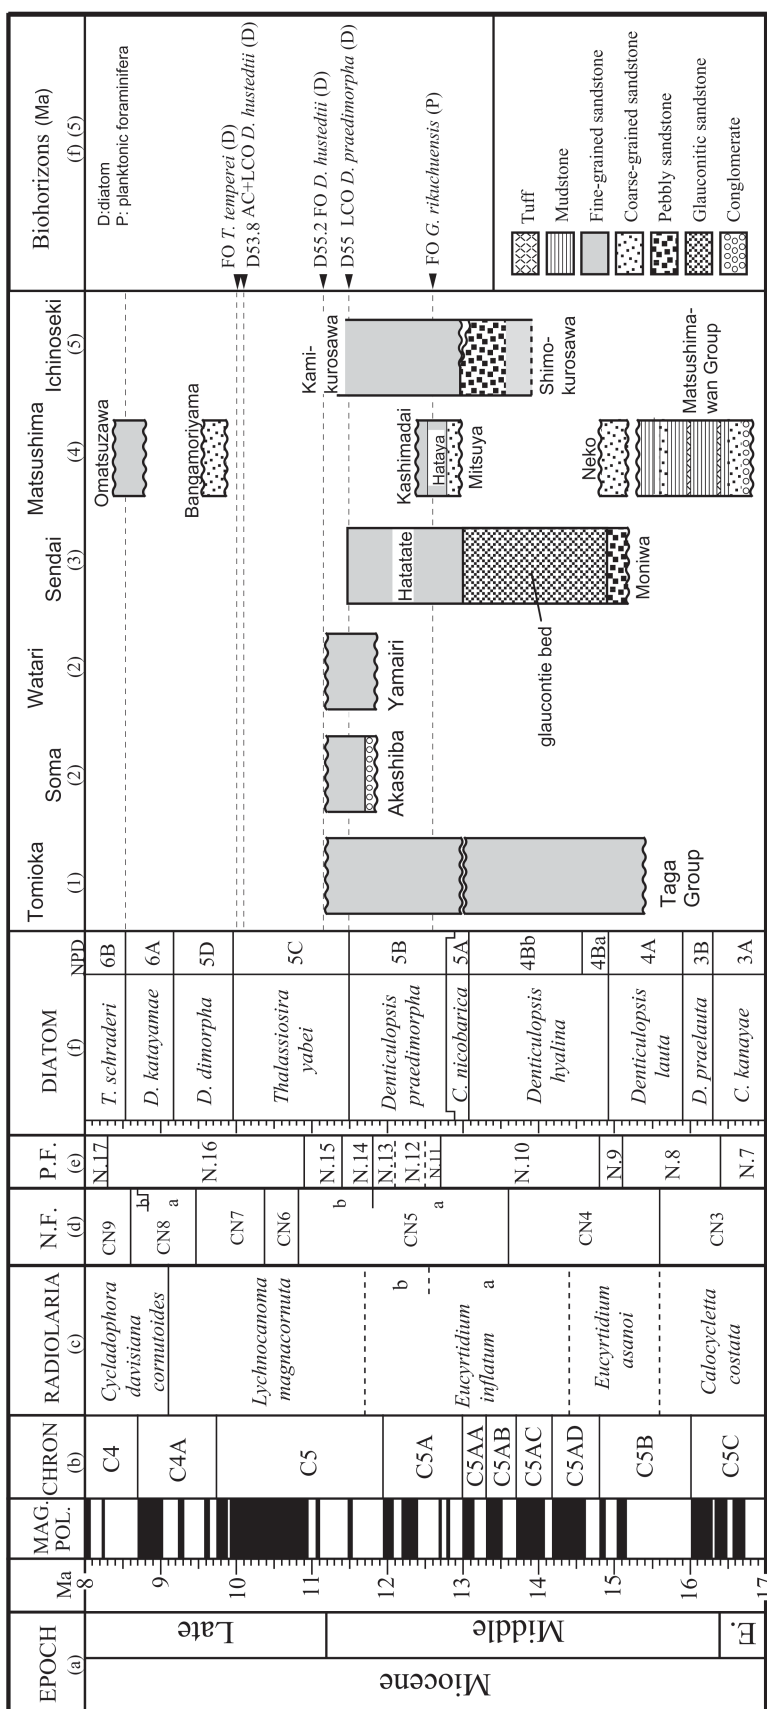 EPOCH
(a)
Miocene
Late
Middle
E.
Ma
8
9
10
11
12
13
14
15
16
17
MAG.
POL.
CHRON
(b)
C4
C4A
C5
C5A
C5AA
C5AB
C5AC
C5AD
C5B
C5C
RADIOLARIA
(c)
Cycladophora
davisiana
cornutoides
Lychnocanoma
magnacornuta
b
a
Eucyrtidium
inflatum
Eucyrtidium
asanoi
Calocycletta
costata
N.F.
(d)
CN9
b
CN8
a
CN7
CN6
b
CN5
a
CN4
CN3
P.F.
(e)
N.17
N.16
N.15
N.14
N.13
N.12
N.11
N.10
N.9
N.8
N.7
DIATOM
(f)
NPD
T. schraderi
6B
D. katayamae
6A
D. dimorpha
5D
Thalassiosira
yabei
5C
Denticulopsis
praedimorpha
5B
C. nicobarica
5A
Denticulopsis
hyalina
4Bb
4Ba
Denticulopsis
lauta
4A
D. praelauta
3B
C. kanayae
3A
Tomioka
(1)
Taga
Group
Soma
(2)
Akashiba
Watari
(2)
Yamairi
Sendai
(3)
Hatatate
glaucontie bed
Moniwa
Matsushima
(4)
Omatsuzawa
Bangamoriyama
Kashimadai
Hataya
Mitsuya
Neko
Matsushima-
wan Group
Ichinoseki
(5)
Kami-
kurosawa
Shimo-
kurosawa
Biohorizons (Ma)
(f) (5)
D:diatom
P: planktonic foraminifera
FO T. temperei (D)
D53.8 AC+LCO D. hustedtii (D)
D55.2 FO D. hustedtii (D)
D55 LCO D. praedimorpha (D)
FO G. rikuchuensis (P)
Tuff
Mudstone
Fine-grained sandstone
Coarse-grained sandstone
Pebbly sandstone
Glauconitic sandstone
Conglomerate